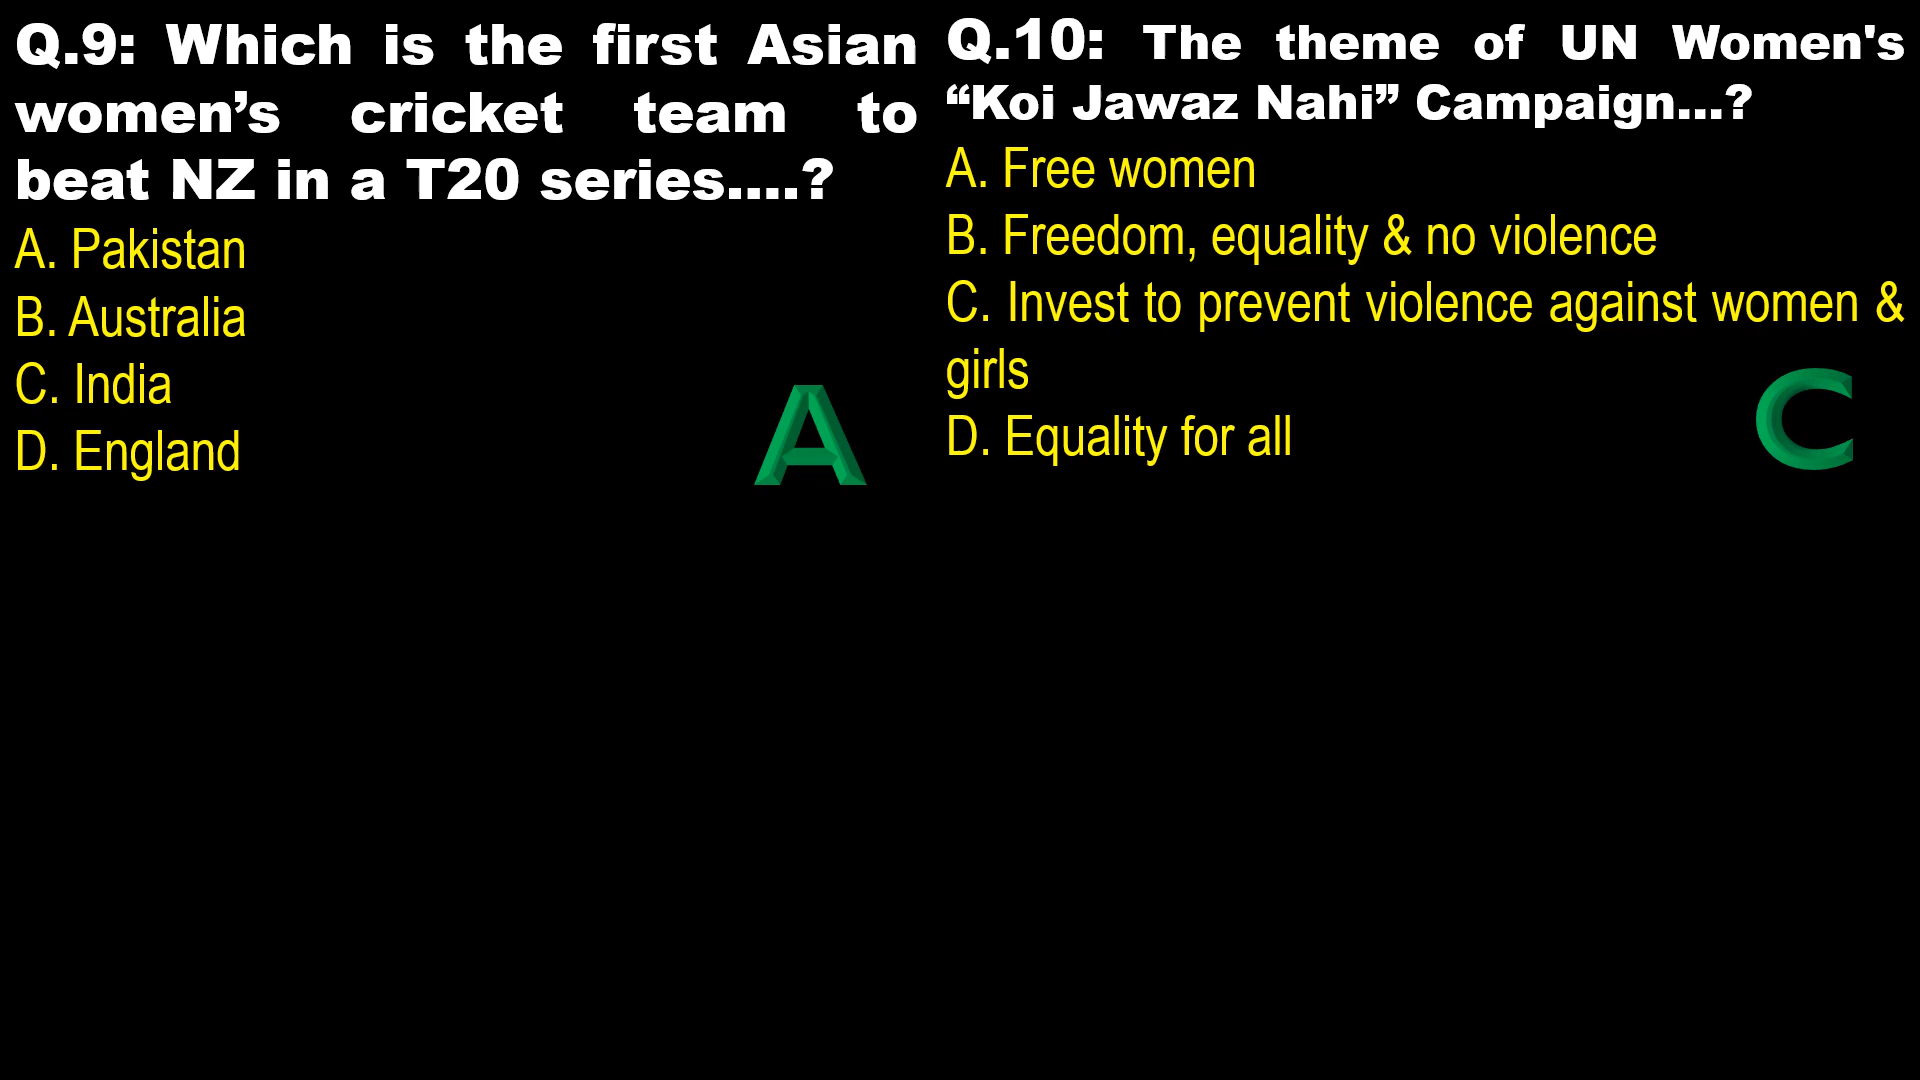 Q.9: Which is the first Asian
women’s cricket team to
beat NZ in a T20 series....?
A. Pakistan
B. Australia
C. India
D. England
A
Q.10: The theme of UN Women's
“Koi Jawaz Nahi” Campaign...?
A. Free women
B. Freedom, equality & no violence
C. Invest to prevent violence against women &
girls
D. Equality for all
C